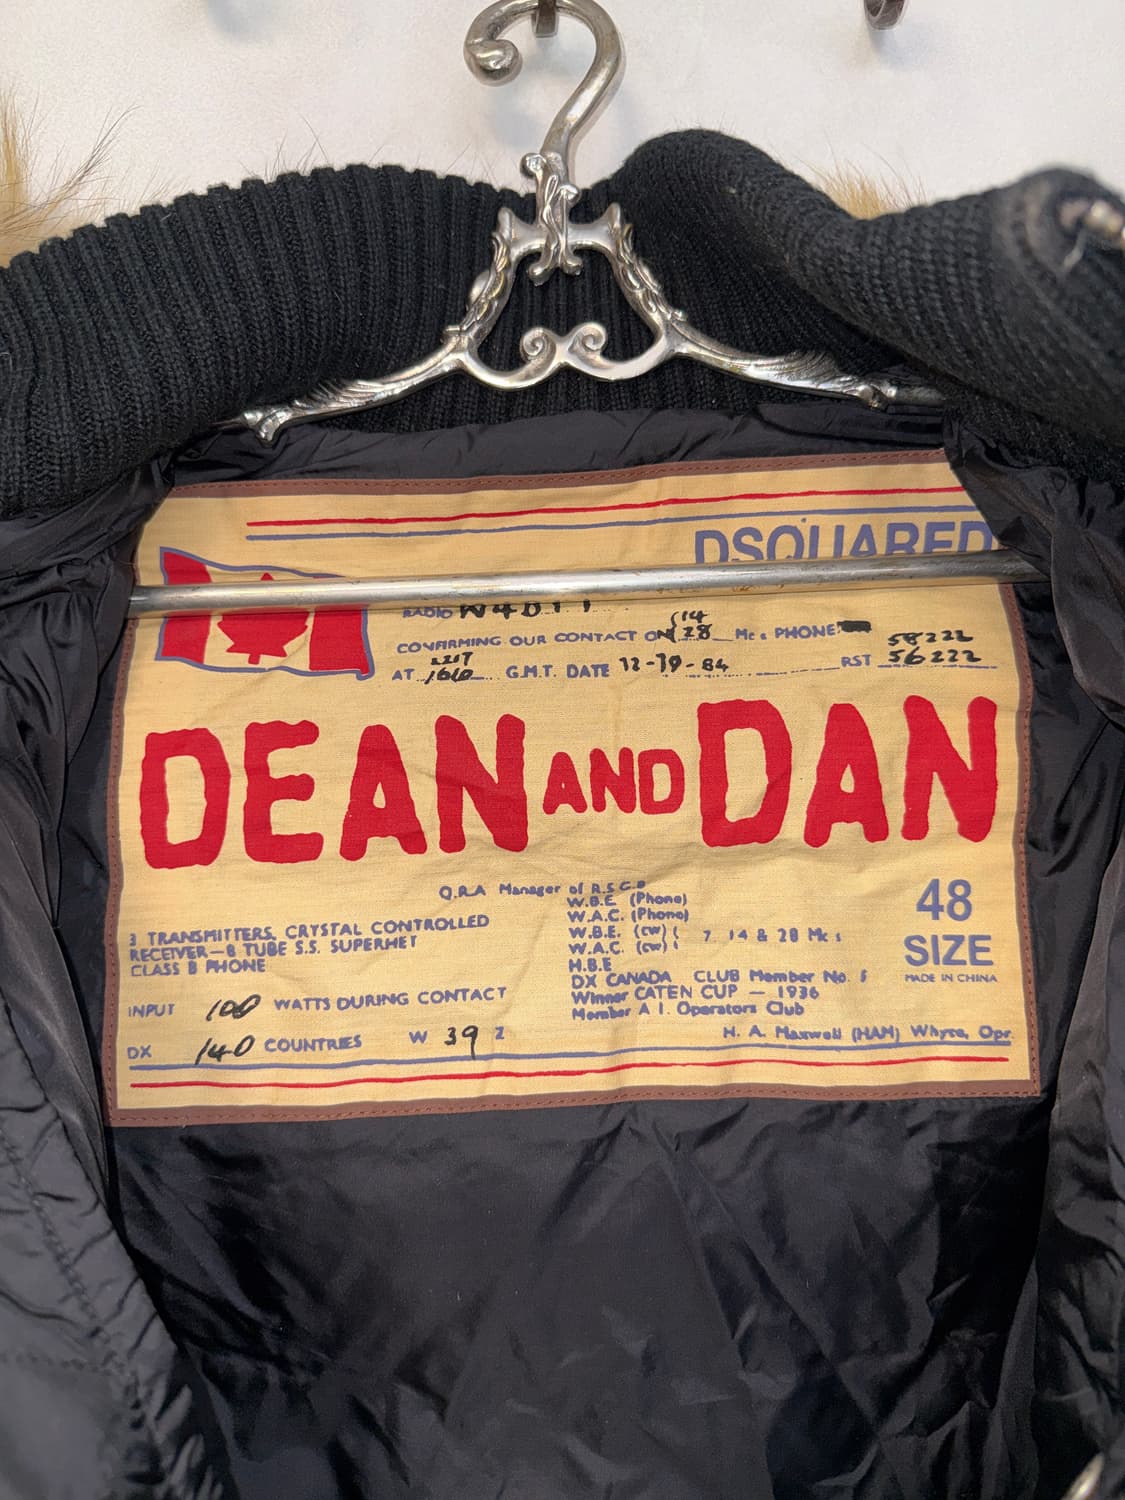 DSQUARED
RADIO
CONFIRMING OUR CONTACT ON {14 28 Mc s PHONE
58222
AT 2217 1610 G.M.T. DATE 12-19-84 RST 56222
DEAN AND DAN
Q.R.A Manager of R.S.G.B
W.B.E (Phone)
W.A.C. (Phone)
W.B.E. (cw) ( 7 14 & 28 Mc s
W.A.C. (cw) (
H.B.E
DX CANADA CLUB Member No.
Winner CATEN CUP — 1936
Member A 1. Operators Club
H. A. Maxwell (HAM) Whyte, Opr.
3 TRANSMITTERS, CRYSTAL CONTROLLED
RECEIVER—8 TUBE S.S. SUPERHET
CLASS B PHONE
INPUT 100 WATTS DURING CONTACT
DX 140 COUNTRIES W 39 Z
48
SIZE
MADE IN CHINA